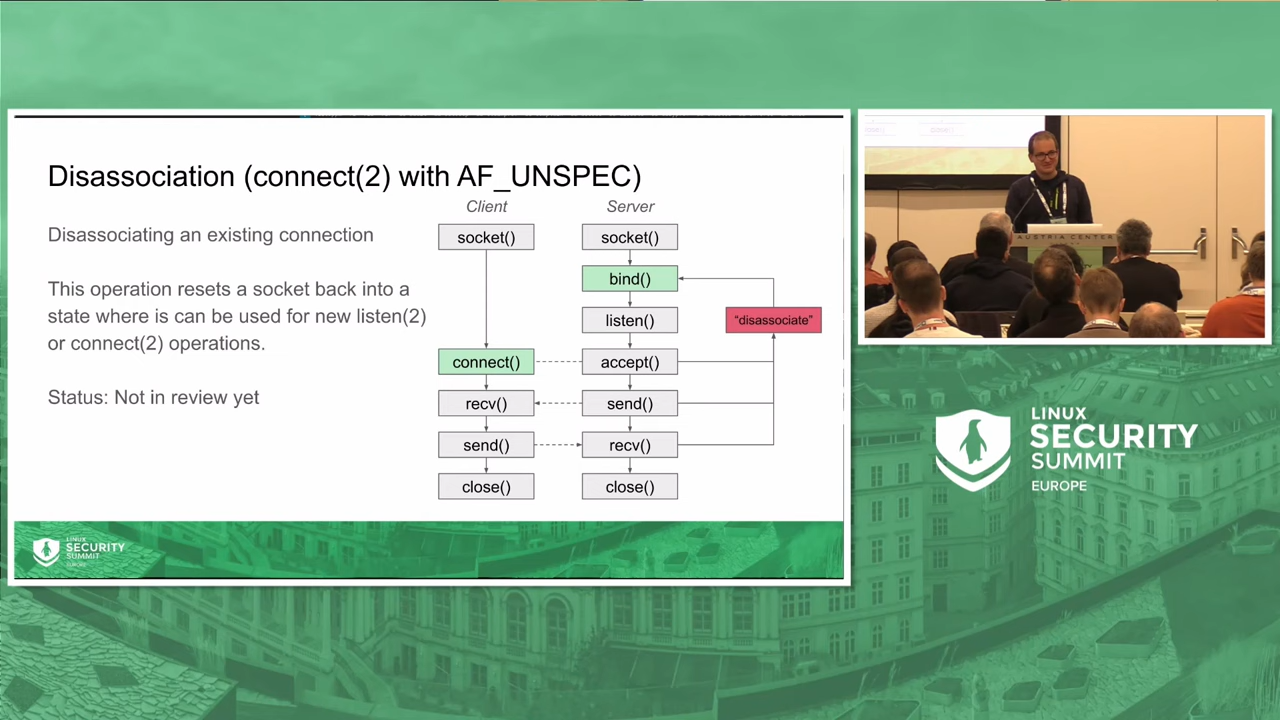 Disassociation (connect(2) with AF_UNSPEC)
Disassociating an existing connection
This operation resets a socket back into a
state where is can be used for new listen(2)
or connect(2) operations.
Status: Not in review yet
Client
Server
socket()
socket()
bind()
listen()
"disassociate"
connect()
accept()
recv()
send()
send()
recv()
close()
close()
LINUX
SECURITY
SUMMIT
EUROPE
AUSTRIA CENTER
LINUX
SECURITY
SUMMIT
EUROPE